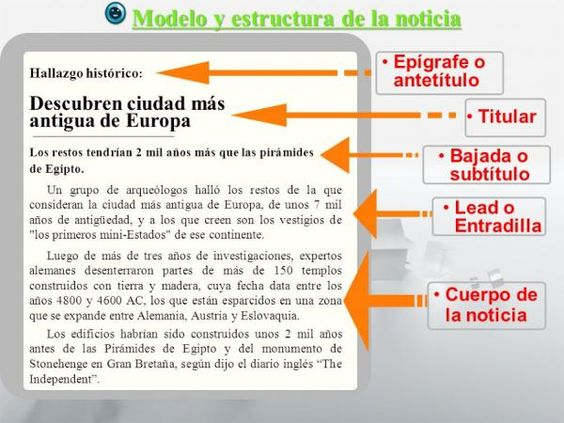 Modelo y estructura de la noticia
Hallazgo histórico:
• Epígrafe o
antetítulo
Descubren ciudad más
antigua de Europa
• Titular
Los restos tendrían 2 mil años más que las pirámides
de Egipto.
• Bajada o
subtítulo
Un grupo de arqueólogos halló los restos de la que
consideran la ciudad más antigua de Europa, de unos 7 mil
años de antigüedad, y a los que creen son los vestigios de
"los primeros mini-Estados" de ese continente.
• Lead o
Entradilla
Luego de más de tres años de investigaciones, expertos
alemanes desenterraron partes de más de 150 templos
construidos con tierra y madera, cuya fecha data entre los
años 4800 y 4600 AC, los que están esparcidos en una zona
que se expande entre Alemania, Austria y Eslovaquia.
Los edificios habrían sido construidos unos 2 mil años
antes de las Pirámides de Egipto y del monumento de
Stonehenge en Gran Bretaña, según dijo el diario inglés “The
Independent”.
• Cuerpo de
la noticia